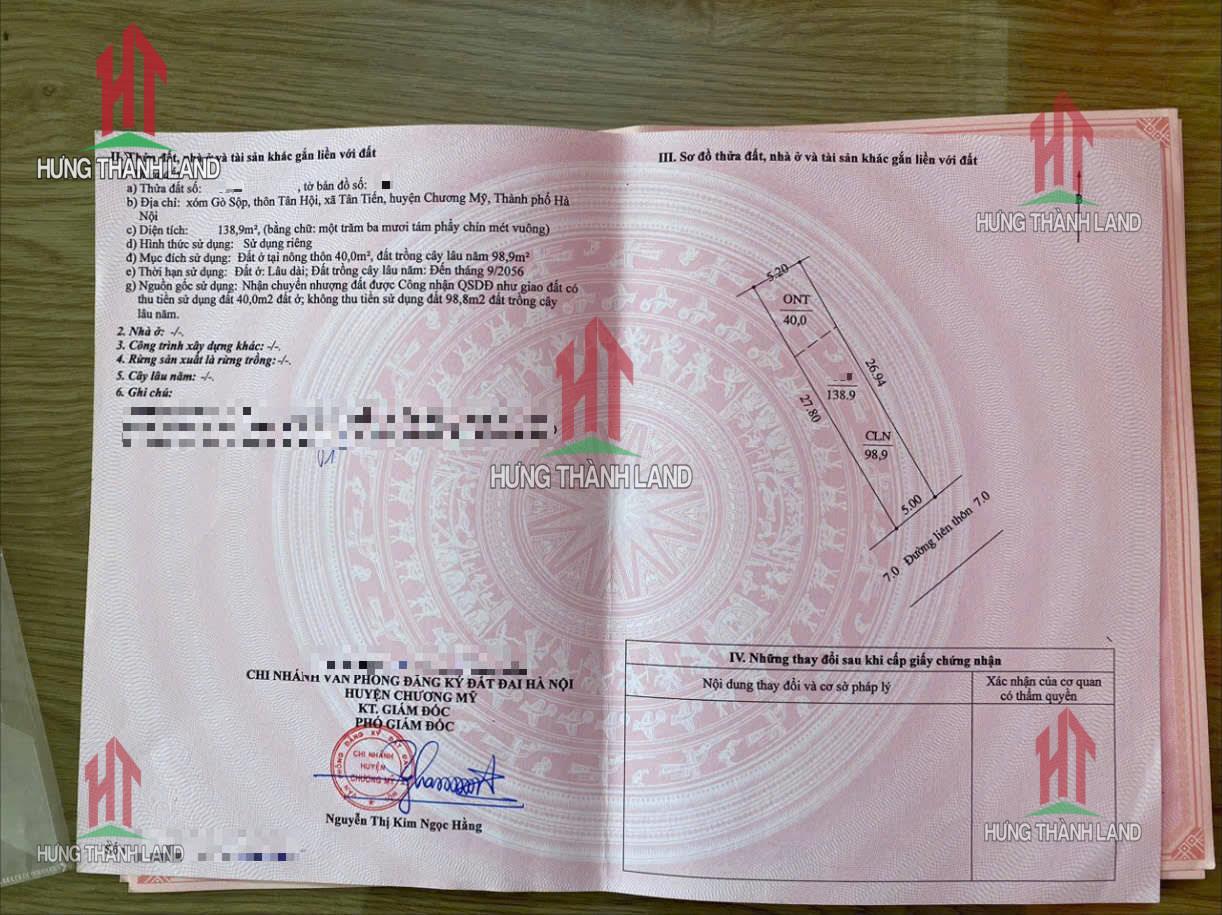 HƯNG THÀNH LAND
II. Thửa đất, nhà ở và tài sản khác gắn liền với đất
a) Thửa đất số: , tờ bản đồ số:
b) Địa chỉ: xóm Gò Sộp, thôn Tân Hội, xã Tân Tiến, huyện Chương Mỹ, Thành phố Hà
Nội
c) Diện tích: 138,9m², (bằng chữ: một trăm ba mươi tám phẩy chín mét vuông)
d) Hình thức sử dụng: Sử dụng riêng
đ) Mục đích sử dụng: Đất ở tại nông thôn 40,0m², đất trồng cây lâu năm 98,9m²
e) Thời hạn sử dụng: Đất ở: Lâu dài; Đất trồng cây lâu năm: Đến tháng 9/2056
g) Nguồn gốc sử dụng: Nhận chuyển nhượng đất được Công nhận QSDĐ như giao đất có
thu tiền sử dụng đất 40,0m2 đất ở; không thu tiền sử dụng đất 98,8m2 đất trồng cây
lâu năm.
2. Nhà ở: -/-.
3. Công trình xây dựng khác: -/-.
4. Rừng sản xuất là rừng trồng: -/-.
5. Cây lâu năm: -/-.
6. Ghi chú:
CHI NHÁNH VĂN PHÒNG ĐĂNG KÝ ĐẤT ĐAI HÀ NỘI
HUYỆN CHƯƠNG MỸ
KT. GIÁM ĐỐC
PHÓ GIÁM ĐỐC
CHI NHÁNH
HUYỆN
CHƯƠNG MỸ
Nguyễn Thị Kim Ngọc Hằng
Số
HƯNG THÀNH LAND
HƯNG THÀNH LAND
III. Sơ đồ thửa đất, nhà ở và tài sản khác gắn liền với đất
HƯNG THÀNH LAND
B
5.20
ONT
40,0
26.94
138.9
27.80
CLN
98,9
5.00
7.0 Đường liên thôn 7.0
IV. Những thay đổi sau khi cấp giấy chứng nhận
Nội dung thay đổi và cơ sở pháp lý
Xác nhận của cơ quan
có thẩm quyền
HƯNG THÀNH LAND